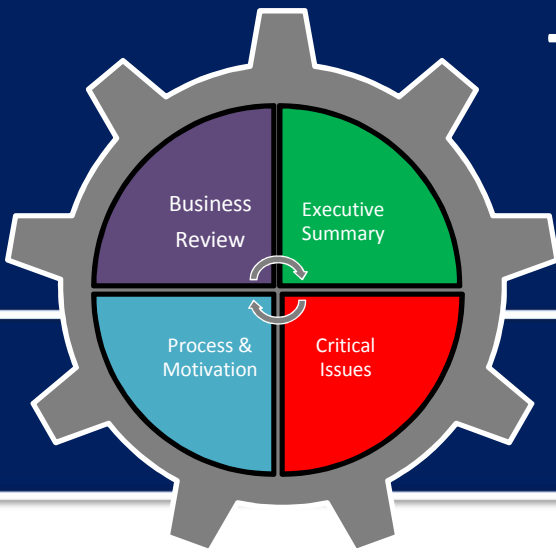 Business
Review
Executive
Summary
Process &
Motivation
Critical
Issues